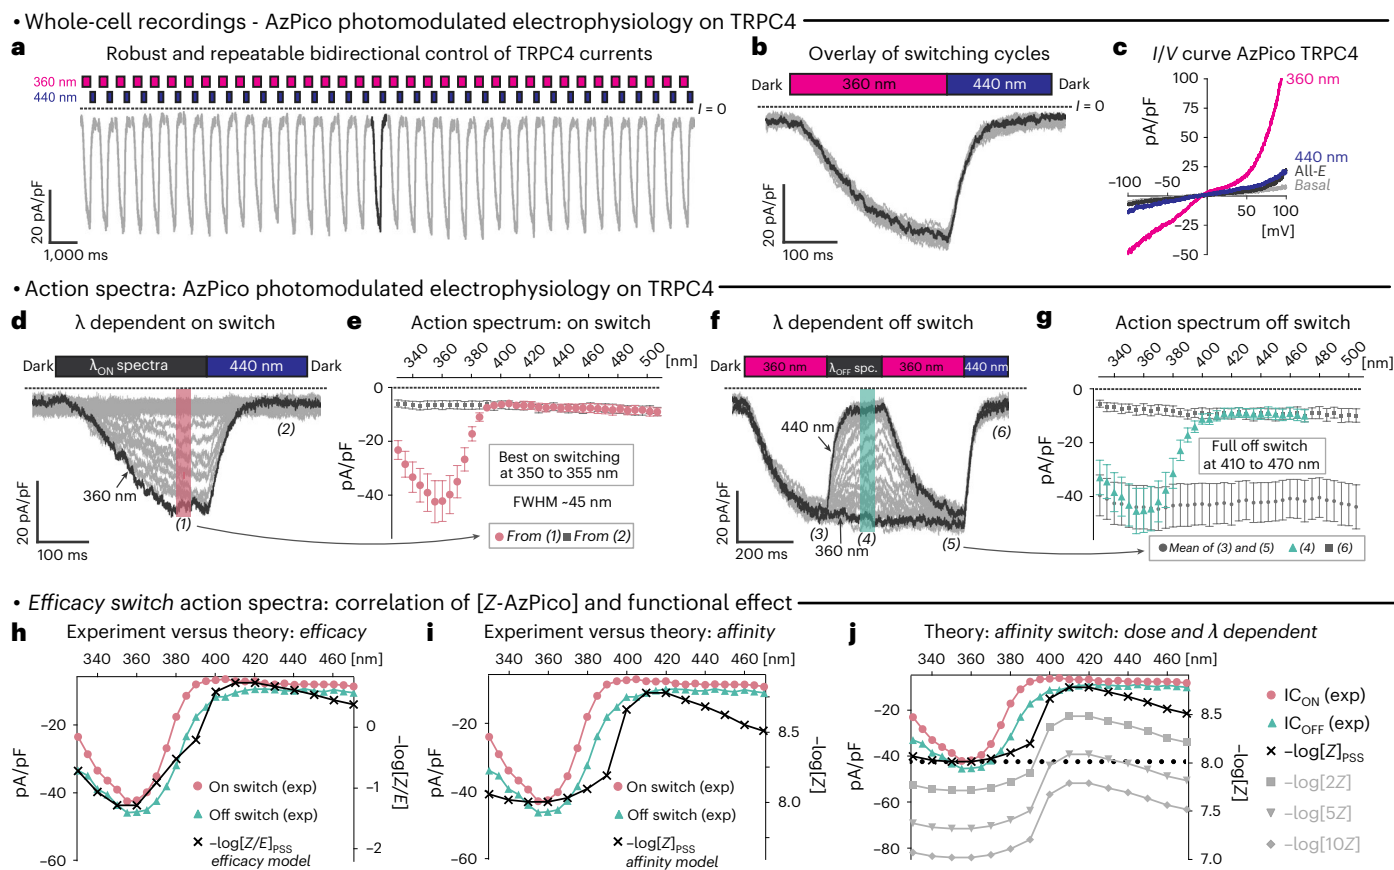 • Whole-cell recordings - AzPico photomodulated electrophysiology on TRPC4
a Robust and repeatable bidirectional control of TRPC4 currents
360 nm
440 nm
I = 0
20 pA/pF
1,000 ms
b Overlay of switching cycles
Dark 360 nm 440 nm Dark
I = 0
20 pA/pF
100 ms
c I/V curve AzPico TRPC4
100
75
50
25
−25
−50
pA/pF
−100 −50
50 100
[mV]
360 nm
440 nm
All-E
Basal
• Action spectra: AzPico photomodulated electrophysiology on TRPC4
d λ dependent on switch
Dark λON spectra 440 nm Dark
360 nm
(1)
(2)
20 pA/pF
100 ms
e Action spectrum: on switch
340 360 380 400 420 440 460 480 500 [nm]
0
−20
−40
pA/pF
Best on switching
at 350 to 355 nm
FWHM ~45 nm
From (1) From (2)
f λ dependent off switch
360 nm λOFF spc. 360 nm 440 nm
440 nm
(6)
(3)
360 nm
(4)
(5)
20 pA/pF
200 ms
g Action spectrum off switch
340 360 380 400 420 440 460 480 500 [nm]
0
−20
−40
pA/pF
Full off switch
at 410 to 470 nm
Mean of (3) and (5) (4) (6)
• Efficacy switch action spectra: correlation of [Z-AzPico] and functional effect
h Experiment versus theory: efficacy
340 360 380 400 420 440 460 [nm]
−20
−40
−60
pA/pF
0
−1
−2
−log[Z/E]
On switch (exp)
Off switch (exp)
−log[Z/E]PSS
efficacy model
i Experiment versus theory: affinity
340 360 380 400 420 440 460
−20
−40
−60
pA/pF
8.5
8.0
−log[Z]
On switch (exp)
Off switch (exp)
−log[Z]PSS
affinity model
j Theory: affinity switch: dose and λ dependent
340 360 380 400 420 440 460 [nm]
−20
−40
−60
−80
pA/pF
8.5
8.0
7.5
7.0
−log[Z]
ICON (exp)
ICOFF (exp)
−log[Z]PSS
−log[2Z]
−log[5Z]
−log[10Z]